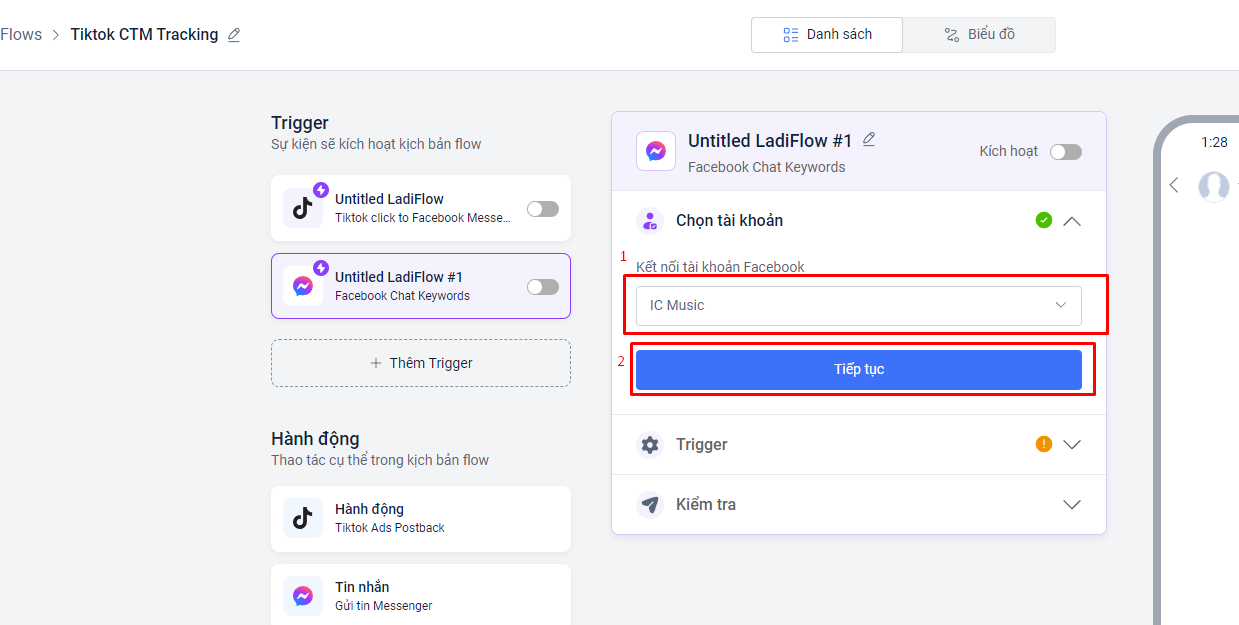 Flows > Tiktok CTM Tracking
Danh sách
Biểu đồ
Trigger
Sự kiện sẽ kích hoạt kịch bản flow
Untitled LadiFlow
Tiktok click to Facebook Messe...
Untitled LadiFlow #1
Facebook Chat Keywords
+ Thêm Trigger
Hành động
Thao tác cụ thể trong kịch bản flow
Hành động
Tiktok Ads Postback
Tin nhắn
Gửi tin Messenger
Untitled LadiFlow #1
Facebook Chat Keywords
Kích hoạt
Chọn tài khoản
1
Kết nối tài khoản Facebook
IC Music
2
Tiếp tục
Trigger
Kiểm tra
1:28